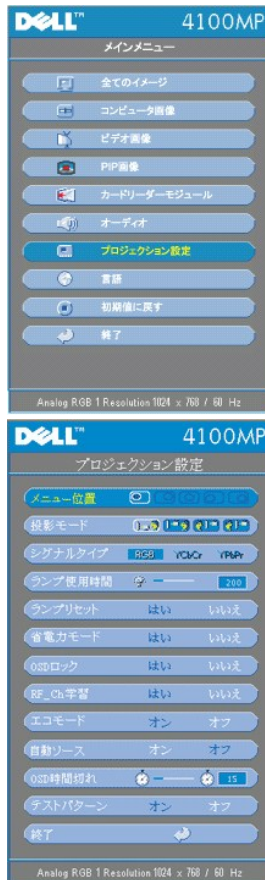 DELL™ 4100MP
メインメニュー
全てのイメージ
コンピュータ画像
ビデオ画像
PIP画像
カードリーダーモジュール
オーディオ
プロジェクション設定
言語
初期値に戻す
終了
Analog RGB 1 Resolution 1024 x 768 / 60 Hz
DELL™ 4100MP
プロジェクション設定
メニュー位置
投影モード
シグナルタイプ RGB YCbCr YPbPr
ランプ使用時間 200
ランプリセット はい いいえ
省電力モード はい いいえ
OSDロック はい いいえ
RF_Ch学習 はい いいえ
エコモード オン オフ
自動ソース オン オフ
OSD時間切れ 15
テストパターン オン オフ
終了
Analog RGB 1 Resolution 1024 x 768 / 60 Hz